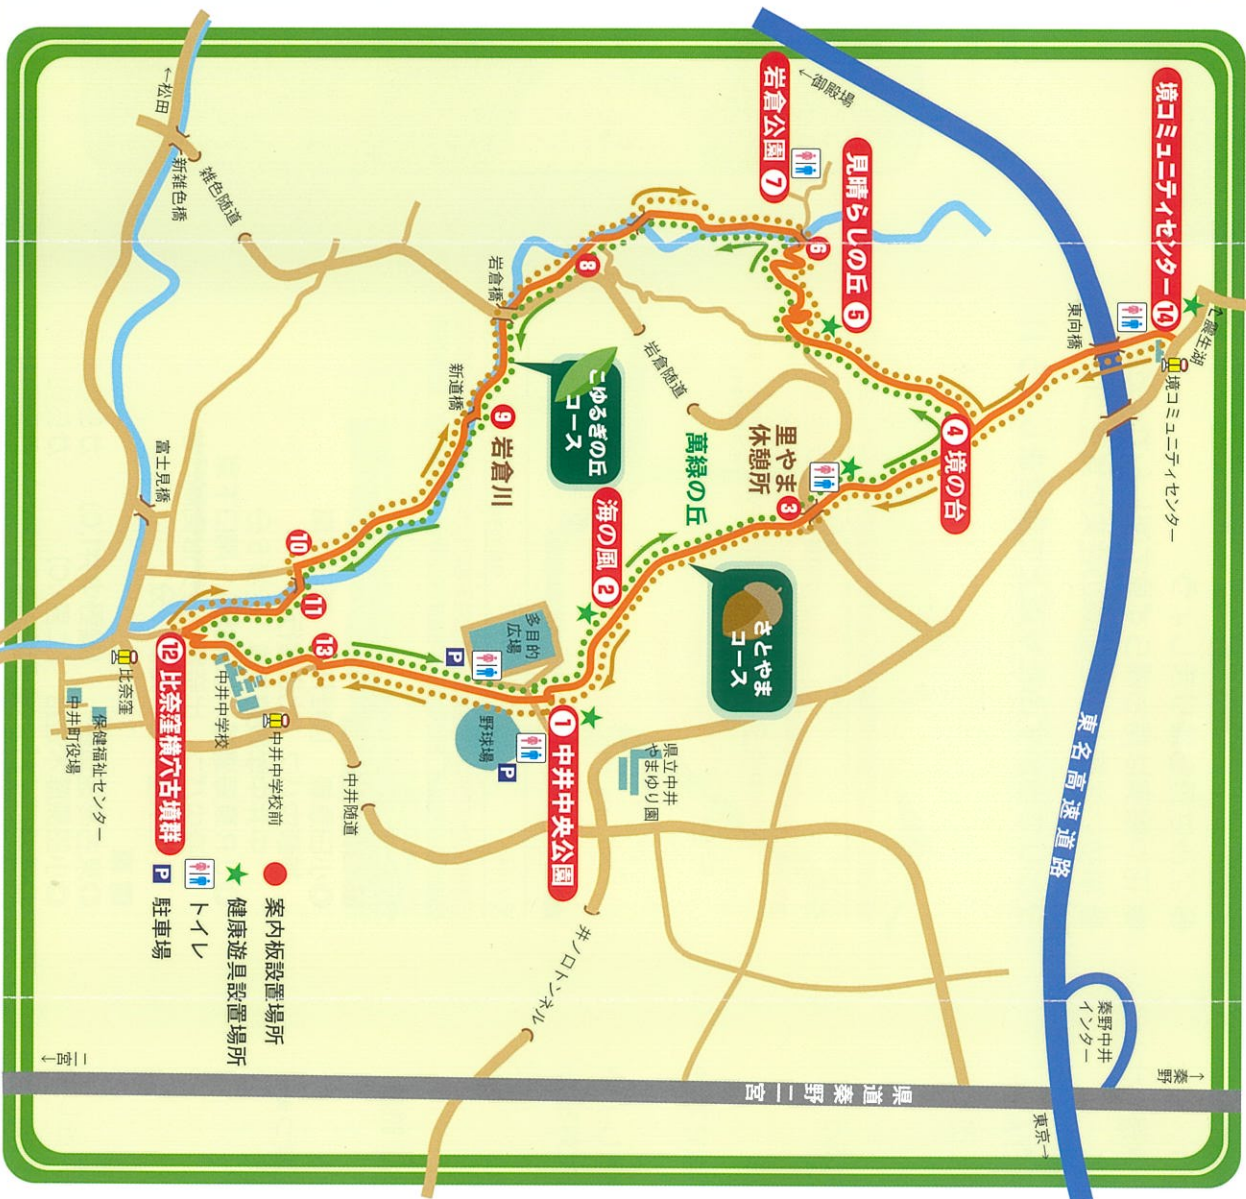 境コミュニティセンター 14
↑震生湖
境コミュニティセンター
東向橋
←御殿場
岩倉公園 7
見晴らしの丘 5
6
4 境の台
里やま
休憩所
3
萬緑の丘
岩倉隧道
8
岩倉橋
こゆるぎの丘
コース
さとやま
コース
新道橋
9 岩倉川
海の風 2
雑色隧道
新雑色橋
←松田
富士見橋
10
11
13
多目的
広場
P
野球場
P
1 中井中央公園
県立中井
やまゆり園
12 比奈窪横穴古墳群
中井中学校
中井中学校前
中井隧道
比奈窪
保健福祉センター
中井町役場
井ノ口トンネル
東名高速道路
秦野中井
インター
↑秦野
東京→
県道秦野二宮
二宮↓
案内板設置場所
健康遊具設置場所
トイレ
P 駐車場